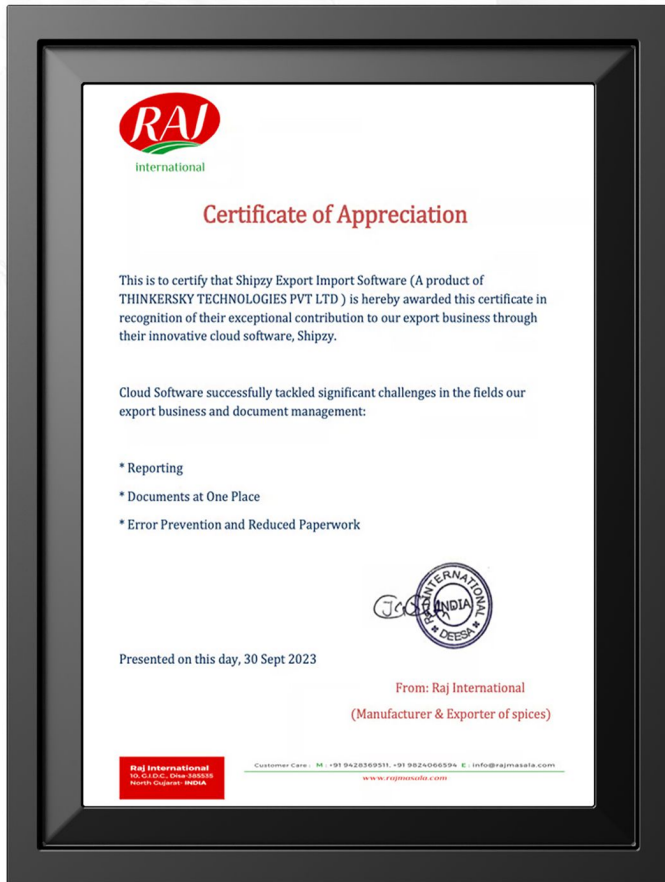 RAJ
international
Certificate of Appreciation
This is to certify that Shipzy Export Import Software (A product of
THINKERSKY TECHNOLOGIES PVT LTD ) is hereby awarded this certificate in
recognition of their exceptional contribution to our export business through
their innovative cloud software, Shipzy.
Cloud Software successfully tackled significant challenges in the fields our
export business and document management:
* Reporting
* Documents at One Place
* Error Prevention and Reduced Paperwork
INTERNATIONAL
INDIA
* DEESA *
Presented on this day, 30 Sept 2023
From: Raj International
(Manufacturer & Exporter of spices)
Raj International
10, G.I.D.C., Disa-385535
North Gujarat- INDIA
Customer Care : M : +91 9428369511, +91 9824066594 E : info@rajmasala.com
www.rajmasala.com